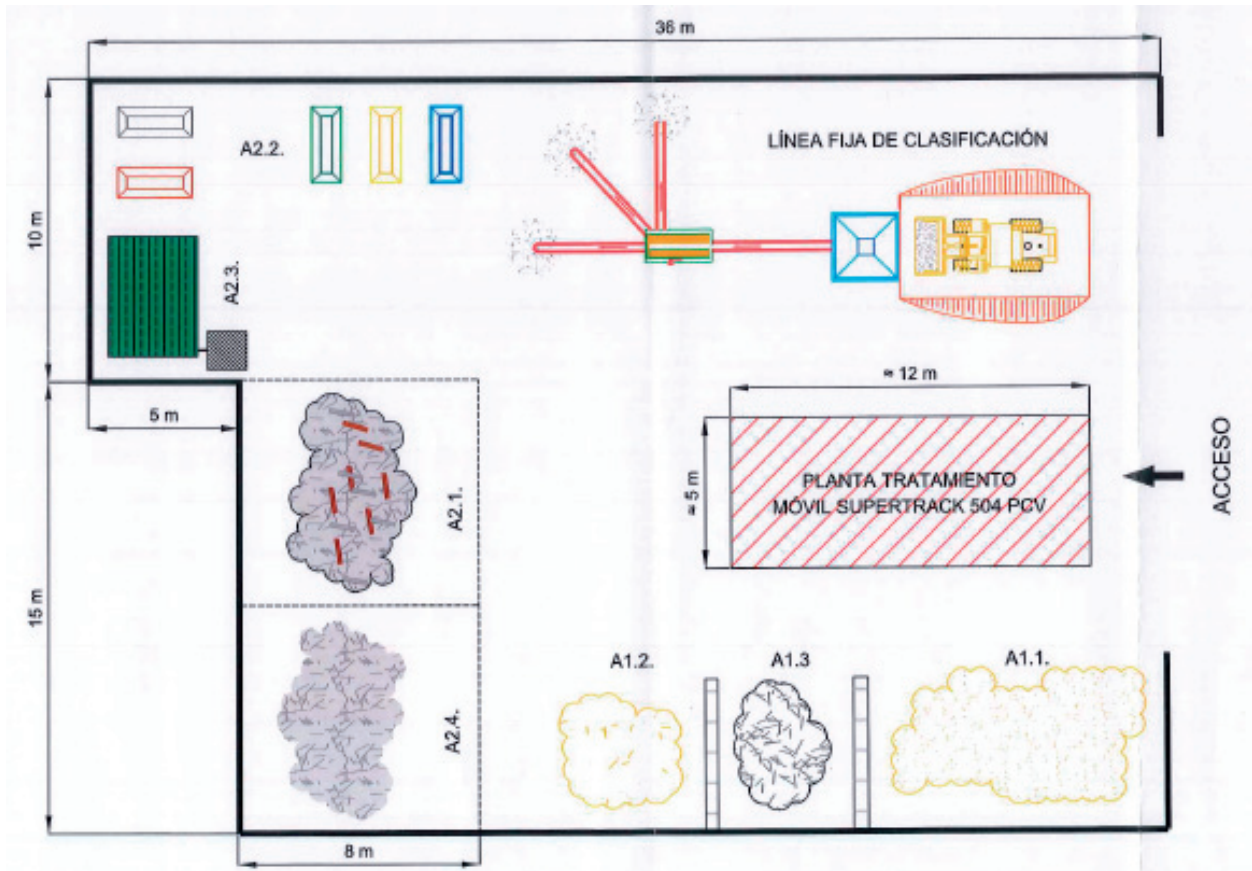 36 m
A2.2.
LÍNEA FIJA DE CLASIFICACIÓN
10 m
A2.3.
≈ 12 m
5 m
ACCESO
PLANTA TRATAMIENTO
MÓVIL SUPERTRACK 504 PCV
≈ 5 m
A2.1.
15 m
A1.2.
A1.3
A1.1.
A2.4.
8 m